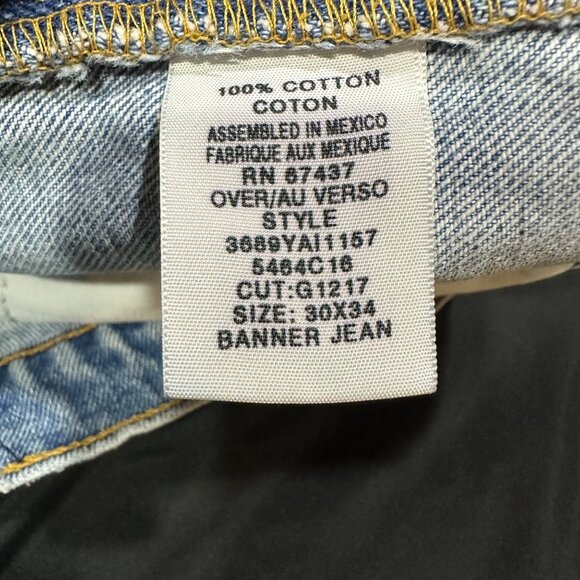 100% COTTON
COTON
ASSEMBLED IN MEXICO
FABRIQUE AUX MEXIQUE
RN 67437
OVER/AU VERSO
STYLE
3689YAI1157
5464C16
CUT:G1217
SIZE: 30X34
BANNER JEAN